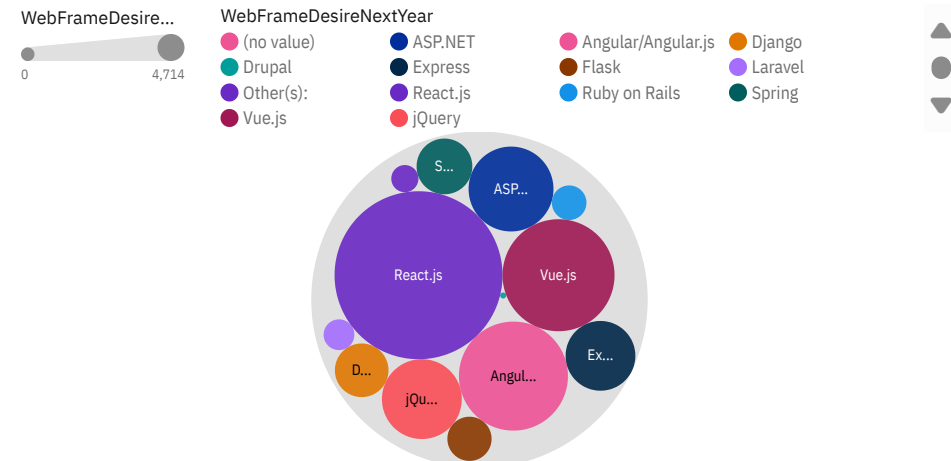 WebFrameDesire...
0
4,714
WebFrameDesireNextYear
(no value)
ASP.NET
Angular/Angular.js
Django
Drupal
Express
Flask
Laravel
Other(s):
React.js
Ruby on Rails
Spring
Vue.js
jQuery
S...
ASP...
React.js
Vue.js
Ex...
D...
Angul...
jQu...